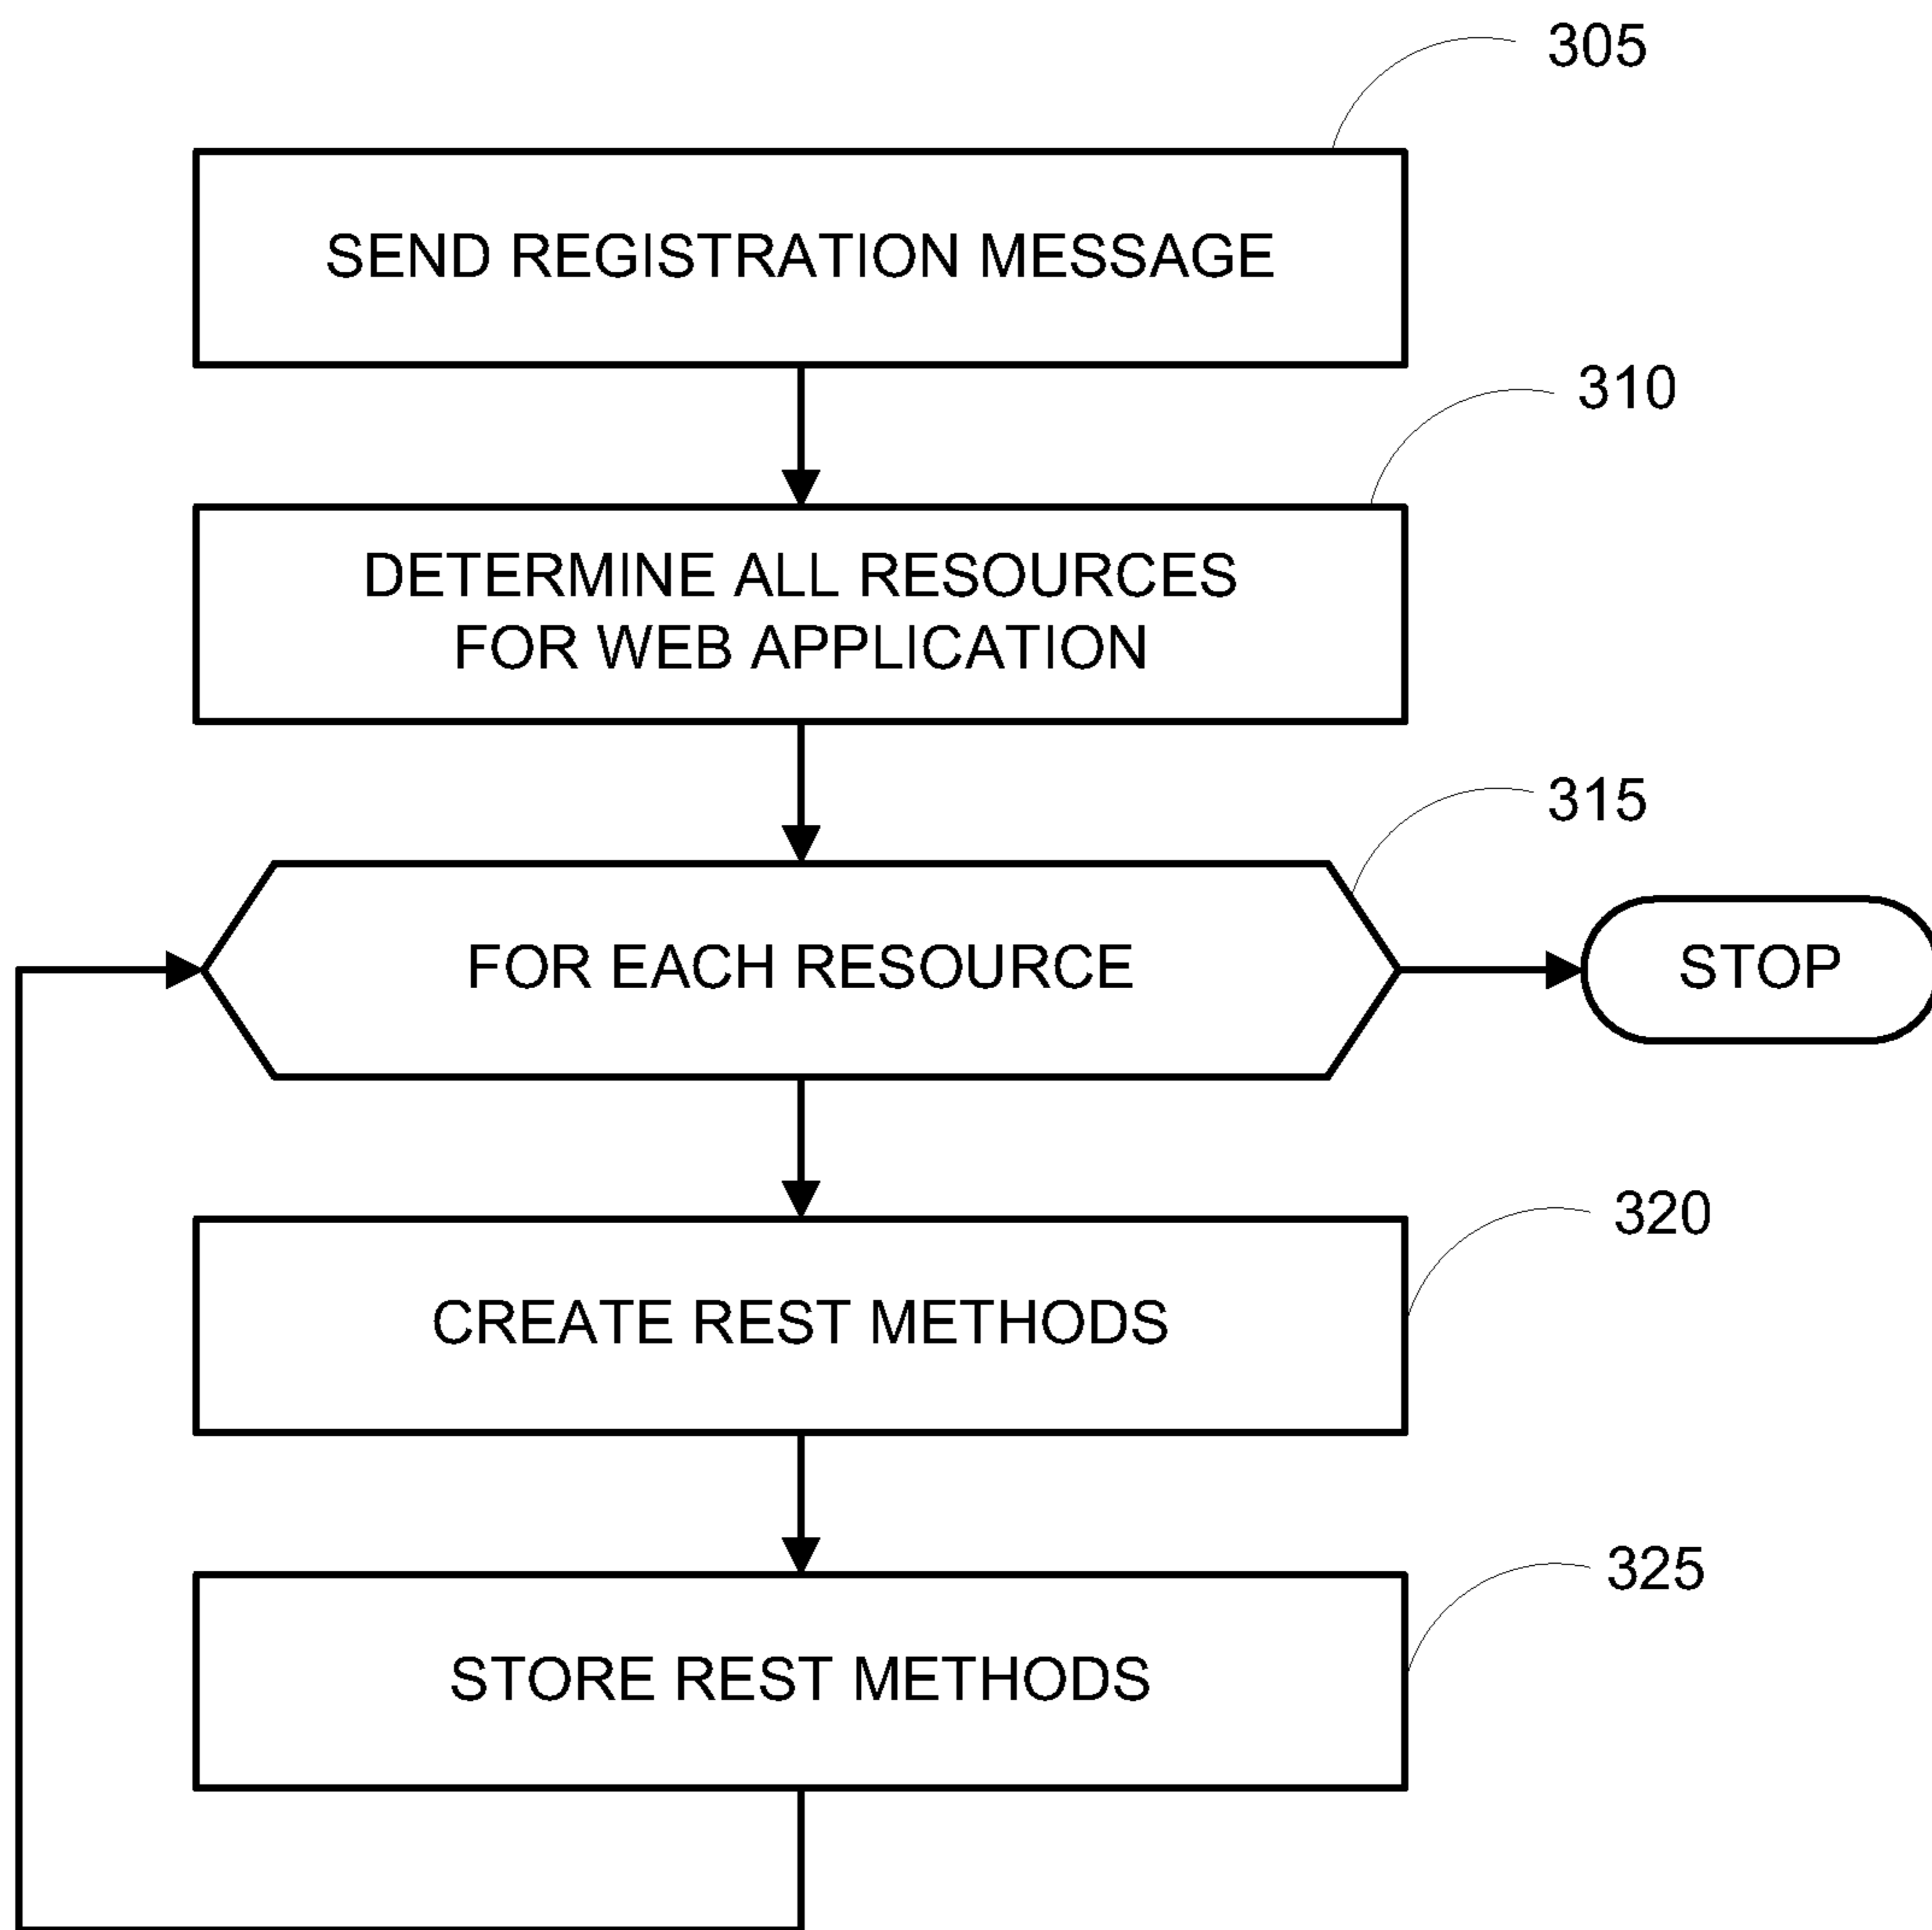 305
SEND REGISTRATION MESSAGE
310
DETERMINE ALL RESOURCES
FOR WEB APPLICATION
315
FOR EACH RESOURCE
STOP
320
CREATE REST METHODS
325
STORE REST METHODS